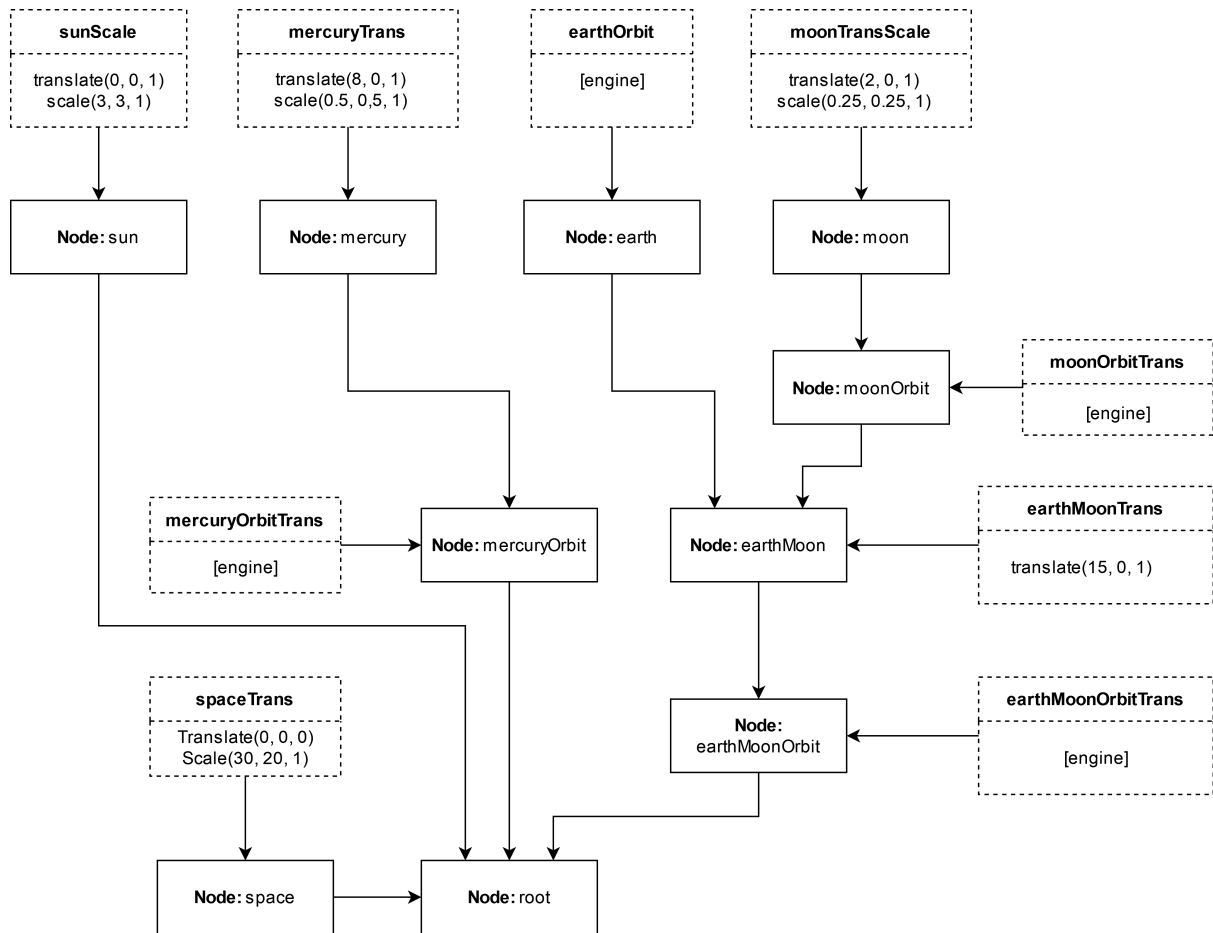 sunScale
translate(0, 0, 1)
scale(3, 3, 1)
mercuryTrans
translate(8, 0, 1)
scale(0.5, 0,5, 1)
earthOrbit
[engine]
moonTransScale
translate(2, 0, 1)
scale(0.25, 0.25, 1)
Node: sun
Node: mercury
Node: earth
Node: moon
Node: moonOrbit
moonOrbitTrans
[engine]
mercuryOrbitTrans
[engine]
Node: mercuryOrbit
Node: earthMoon
earthMoonTrans
translate(15, 0, 1)
spaceTrans
Translate(0, 0, 0)
Scale(30, 20, 1)
Node:
earthMoonOrbit
earthMoonOrbitTrans
[engine]
Node: space
Node: root